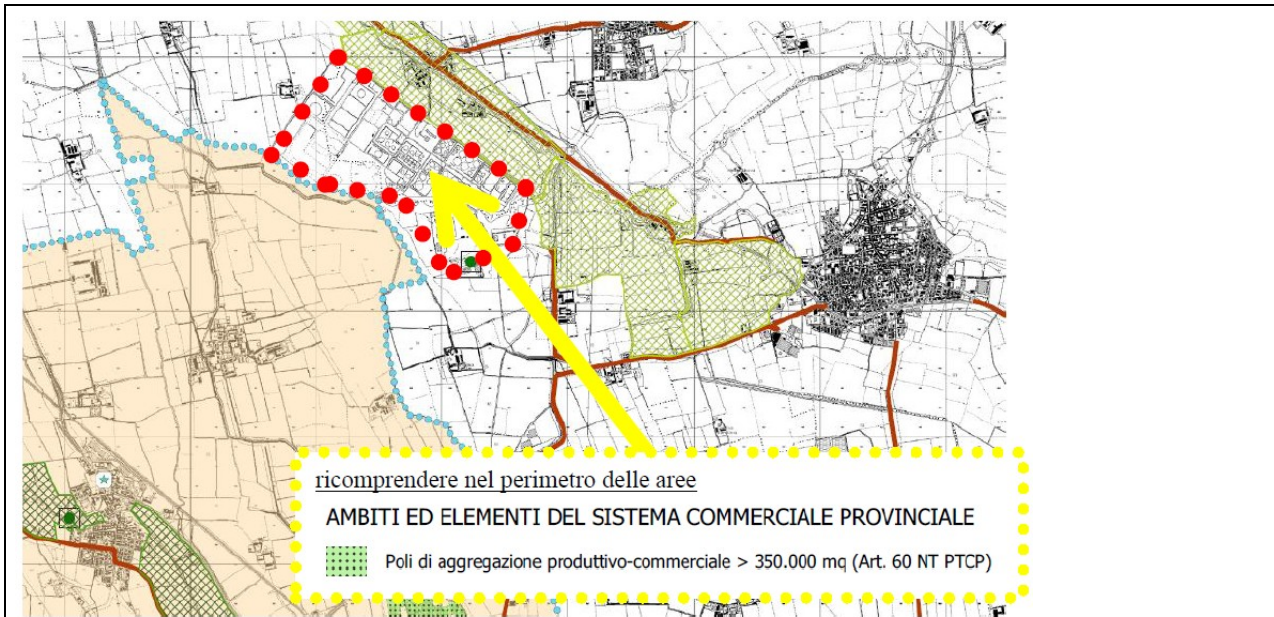 ricomprendere nel perimetro delle aree
AMBITI ED ELEMENTI DEL SISTEMA COMMERCIALE PROVINCIALE
Poli di aggregazione produttivo-commerciale > 350.000 mq (Art. 60 NT PTCP)